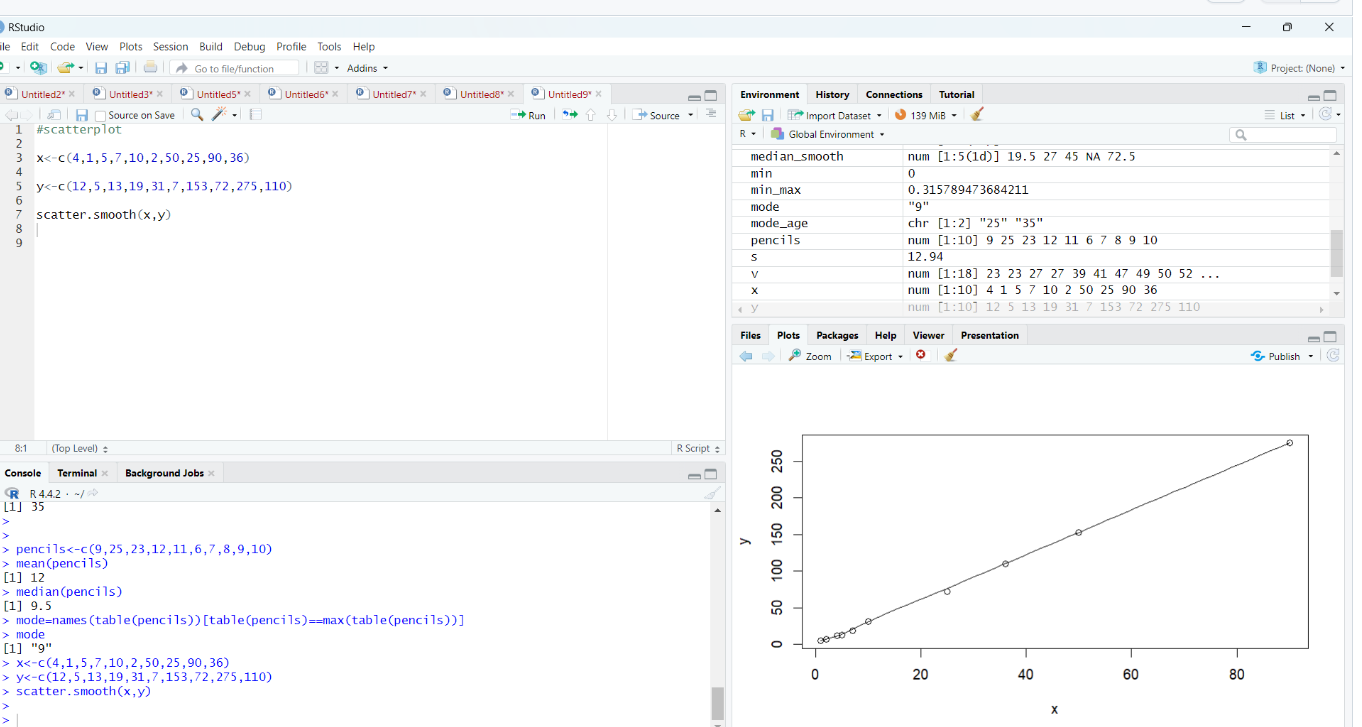 RStudio
ile Edit Code View Plots Session Build Debug Profile Tools Help
Go to file/function Addins Project: (None)
Untitled2* Untitled3* Untitled5* Untitled6* Untitled7* Untitled8* Untitled9*
Source on Save Run Source
1 #scatterplot
2
3 x<-c(4,1,5,7,10,2,50,25,90,36)
4
5 y<-c(12,5,13,19,31,7,153,72,275,110)
6
7 scatter.smooth(x,y)
8
9
8:1 (Top Level) R Script
Console Terminal Background Jobs
R 4.4.2 · ~/
[1] 35
>
>
> pencils<-c(9,25,23,12,11,6,7,8,9,10)
> mean(pencils)
[1] 12
> median(pencils)
[1] 9.5
> mode=names(table(pencils))[table(pencils)==max(table(pencils))]
> mode
[1] "9"
> x<-c(4,1,5,7,10,2,50,25,90,36)
> y<-c(12,5,13,19,31,7,153,72,275,110)
> scatter.smooth(x,y)
>
>
Environment History Connections Tutorial
Import Dataset 139 MiB List
R Global Environment
median_smooth num [1:5(1d)] 19.5 27 45 NA 72.5
min 0
min_max 0.315789473684211
mode "9"
mode_age chr [1:2] "25" "35"
pencils num [1:10] 9 25 23 12 11 6 7 8 9 10
s 12.94
v num [1:18] 23 23 27 27 39 41 47 49 50 52 ...
x num [1:10] 4 1 5 7 10 2 50 25 90 36
y num [1:10] 12 5 13 19 31 7 153 72 275 110
Files Plots Packages Help Viewer Presentation
Zoom Export Publish
250
200
150
100
50
0
y
0 20 40 60 80
x